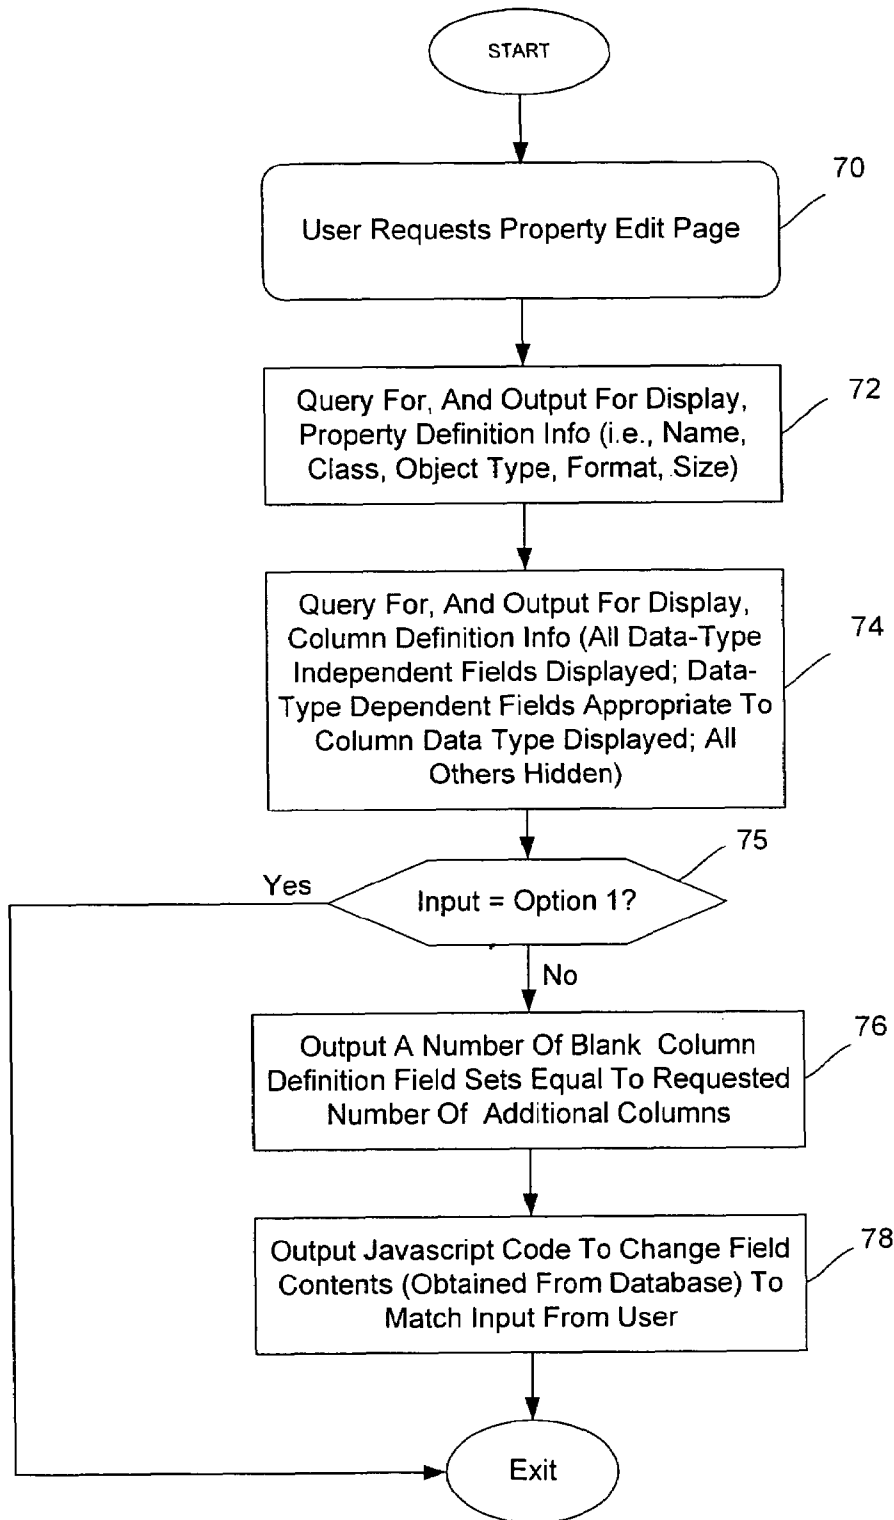 START
70
User Requests Property Edit Page
72
Query For, And Output For Display,
Property Definition Info (i.e., Name,
Class, Object Type, Format, Size)
74
Query For, And Output For Display,
Column Definition Info (All Data-Type
Independent Fields Displayed; Data-
Type Dependent Fields Appropriate To
Column Data Type Displayed; All
Others Hidden)
75
Yes
Input = Option 1?
No
76
Output A Number Of Blank Column
Definition Field Sets Equal To Requested
Number Of Additional Columns
78
Output Javascript Code To Change Field
Contents (Obtained From Database) To
Match Input From User
Exit